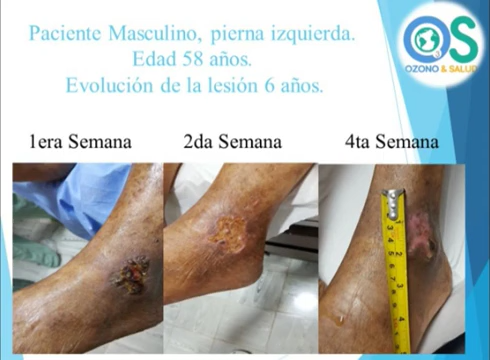 Paciente Masculino, pierna izquierda.
Edad 58 años.
Evolución de la lesión 6 años.
OS
OZONO & SALUD
1era Semana
2da Semana
4ta Semana